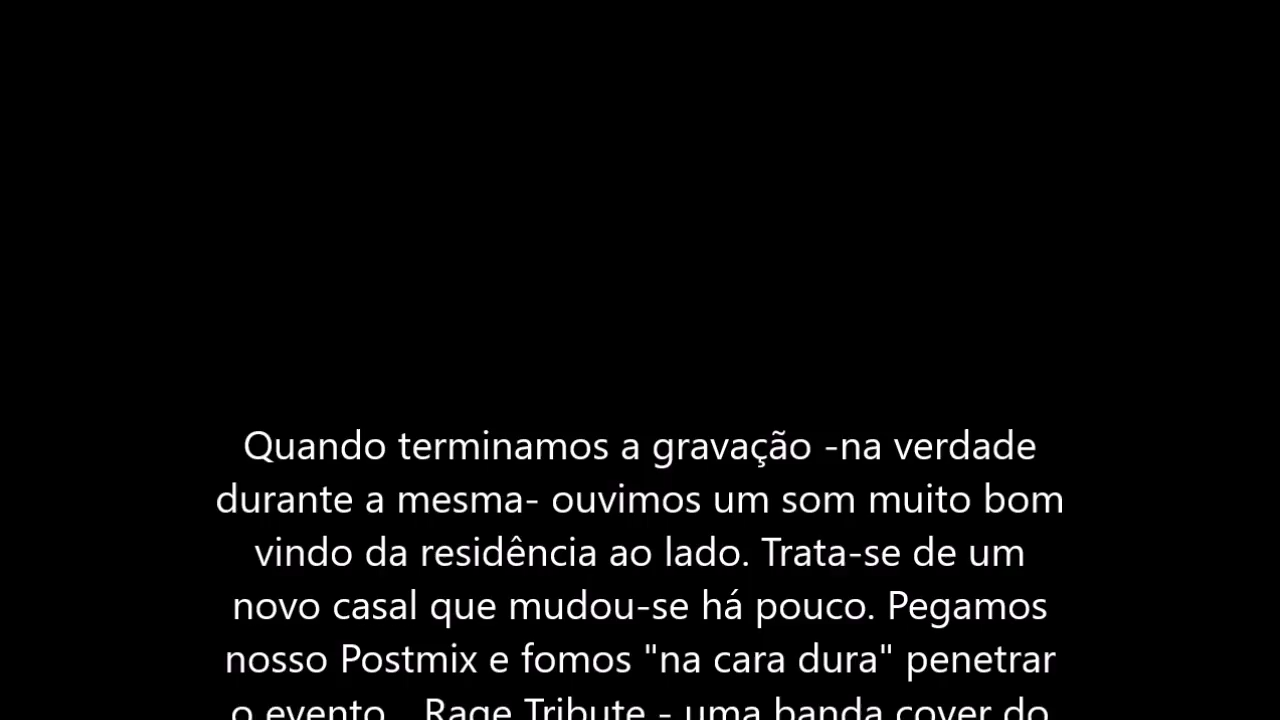 Quando terminamos a gravação -na verdade
durante a mesma- ouvimos um som muito bom
vindo da residência ao lado. Trata-se de um
novo casal que mudou-se há pouco. Pegamos
nosso Postmix e fomos "na cara dura" penetrar
o evento... Rage Tribute - uma banda cover do